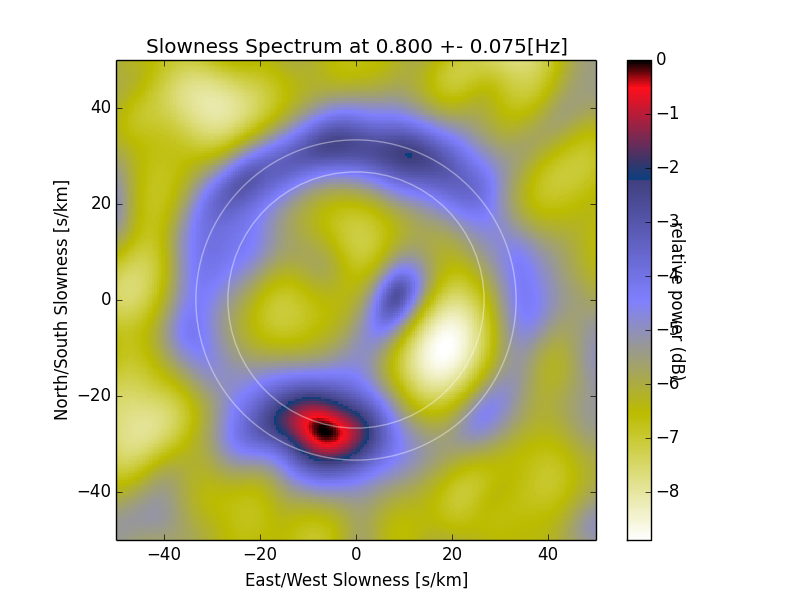 Slowness Spectrum at 0.800 +- 0.075[Hz]
North/South Slowness [s/km]
40
20
0
−20
−40
−40 −20 0 20 40
East/West Slowness [s/km]
0
−1
−2
−3
−4
−5
−6
−7
−8
relative power (dB)